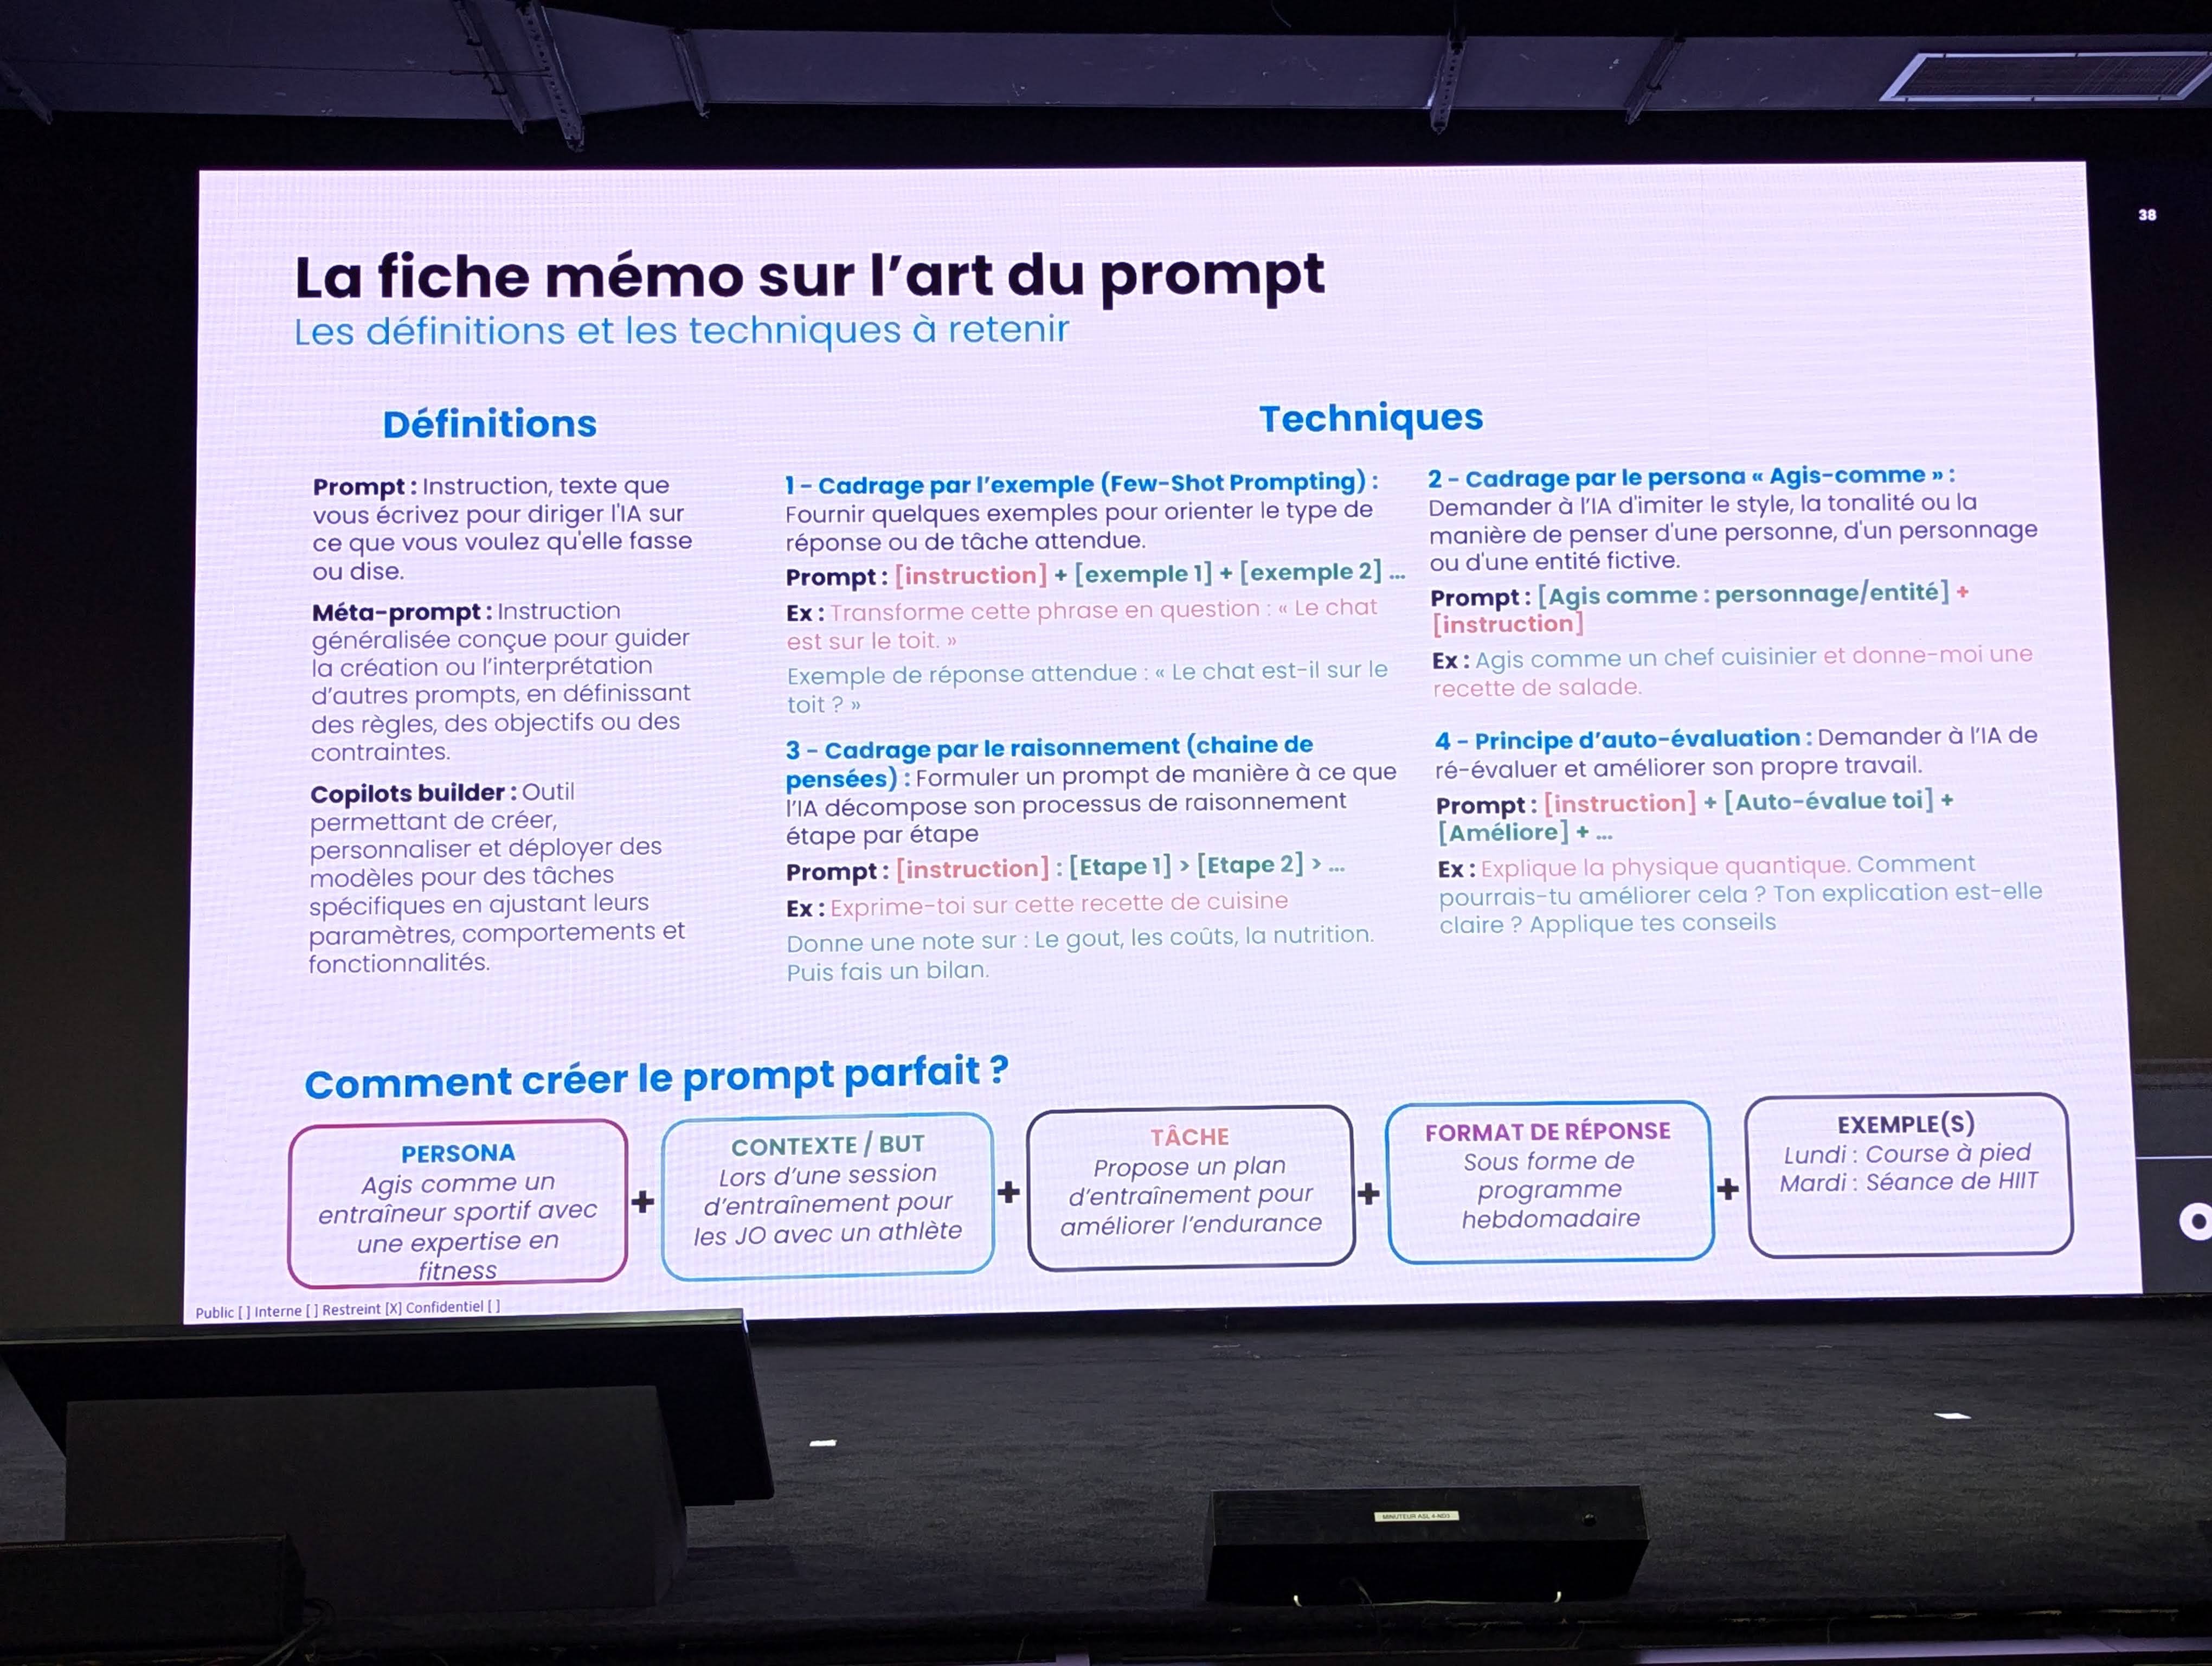 38
La fiche mémo sur l'art du prompt
Les définitions et les techniques à retenir
Définitions
Prompt : Instruction, texte que
vous écrivez pour diriger l'IA sur
ce que vous voulez qu'elle fasse
ou dise.
Méta-prompt : Instruction
généralisée conçue pour guider
la création ou l'interprétation
d'autres prompts, en définissant
des règles, des objectifs ou des
contraintes.
Copilots builder : Outil
permettant de créer,
personnaliser et déployer des
modèles pour des tâches
spécifiques en ajustant leurs
paramètres, comportements et
fonctionnalités.
Techniques
1 - Cadrage par l'exemple (Few-Shot Prompting) :
Fournir quelques exemples pour orienter le type de
réponse ou de tâche attendue.
Prompt : [instruction] + [exemple 1] + [exemple 2] ...
Ex : Transforme cette phrase en question : « Le chat
est sur le toit. »
Exemple de réponse attendue : « Le chat est-il sur le
toit ? »
2 - Cadrage par le persona « Agis-comme » :
Demander à l'IA d'imiter le style, la tonalité ou la
manière de penser d'une personne, d'un personnage
ou d'une entité fictive.
Prompt : [Agis comme : personnage/entité] +
[instruction]
Ex : Agis comme un chef cuisinier et donne-moi une
recette de salade.
3 - Cadrage par le raisonnement (chaine de
pensées) : Formuler un prompt de manière à ce que
l'IA décompose son processus de raisonnement
étape par étape
Prompt : [instruction] : [Etape 1] > [Etape 2] > ...
Ex : Exprime-toi sur cette recette de cuisine
Donne une note sur : Le gout, les coûts, la nutrition.
Puis fais un bilan.
4 - Principe d'auto-évaluation : Demander à l'IA de
ré-évaluer et améliorer son propre travail.
Prompt : [instruction] + [Auto-évalue toi] +
[Améliore] + ...
Ex : Explique la physique quantique. Comment
pourrais-tu améliorer cela ? Ton explication est-elle
claire ? Applique tes conseils
Comment créer le prompt parfait ?
PERSONA
Agis comme un
entraîneur sportif avec
une expertise en
fitness
+
CONTEXTE / BUT
Lors d'une session
d'entraînement pour
les JO avec un athlète
+
TÂCHE
Propose un plan
d'entraînement pour
améliorer l'endurance
+
FORMAT DE RÉPONSE
Sous forme de
programme
hebdomadaire
+
EXEMPLE(S)
Lundi : Course à pied
Mardi : Séance de HIIT
Public [ ] Interne [ ] Restreint [X] Confidentiel [ ]
MINUTEUR ASL